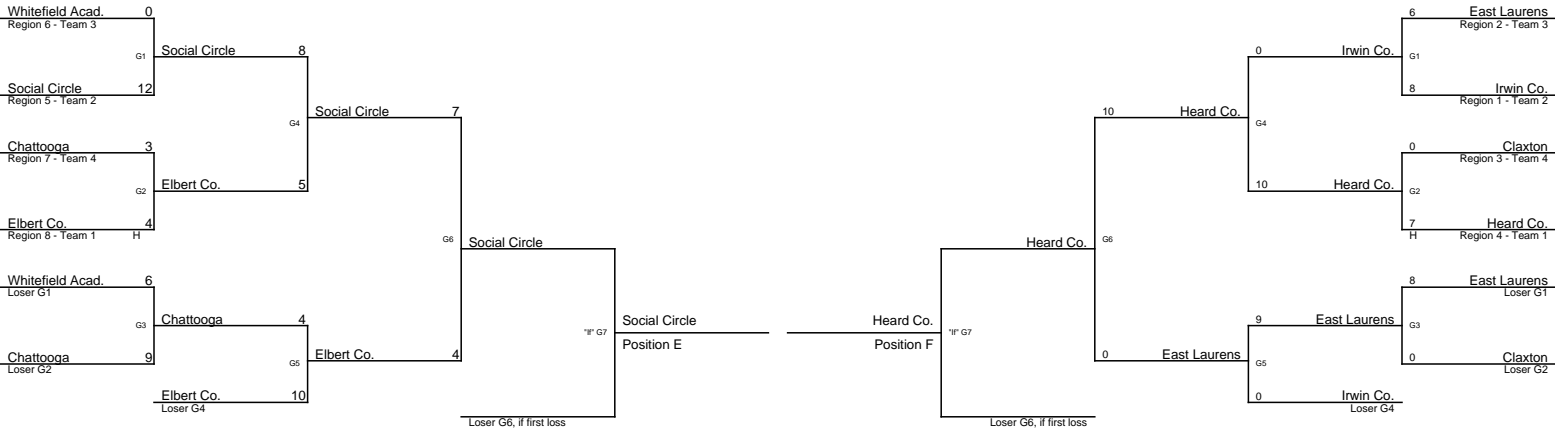 Whitefield Acad. 0
Region 6 - Team 3
G1
Social Circle 8
Social Circle 12
Region 5 - Team 2
G4
Social Circle 7
Chattooga 3
Region 7 - Team 4
G2
Elbert Co. 5
Elbert Co. 4
Region 8 - Team 1 H
G6
Social Circle
Whitefield Acad. 6
Loser G1
G3
Chattooga 4
Chattooga 9
Loser G2
G5
Elbert Co. 4
Elbert Co. 10
Loser G4
"If" G7
Social Circle
Position E
Loser G6, if first loss
6 East Laurens
Region 2 - Team 3
0 Irwin Co.
G1
8 Irwin Co.
Region 1 - Team 2
10 Heard Co.
G4
0 Claxton
Region 3 - Team 4
10 Heard Co.
G2
7 Heard Co.
H Region 4 - Team 1
Heard Co.
G6
8 East Laurens
Loser G1
9 East Laurens
G3
0 Claxton
Loser G2
0 East Laurens
G5
0 Irwin Co.
Loser G4
Heard Co.
"If" G7
Position F
Loser G6, if first loss